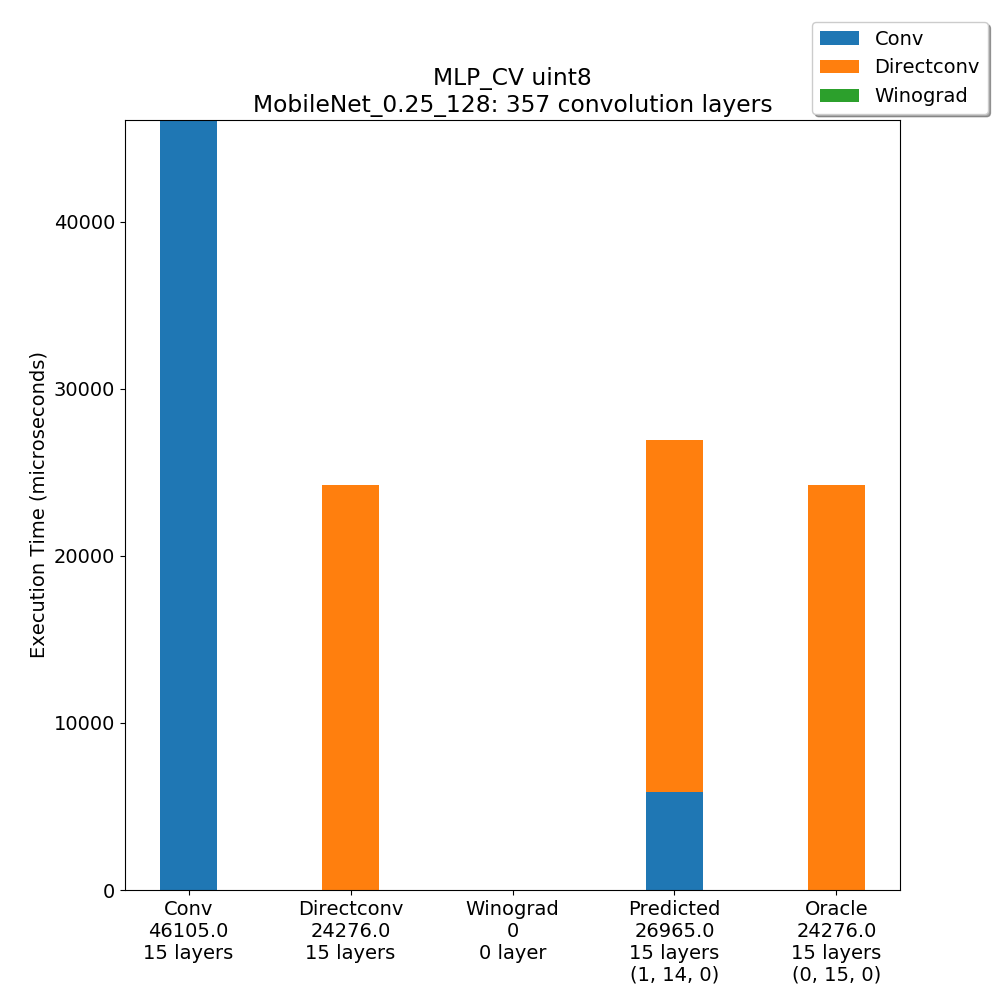 Conv
Directconv
Winograd
MLP_CV uint8
MobileNet_0.25_128: 357 convolution layers
Execution Time (microseconds)
40000
30000
20000
10000
0
Conv
46105.0
15 layers
Directconv
24276.0
15 layers
Winograd
0
0 layer
Predicted
26965.0
15 layers
(1, 14, 0)
Oracle
24276.0
15 layers
(0, 15, 0)